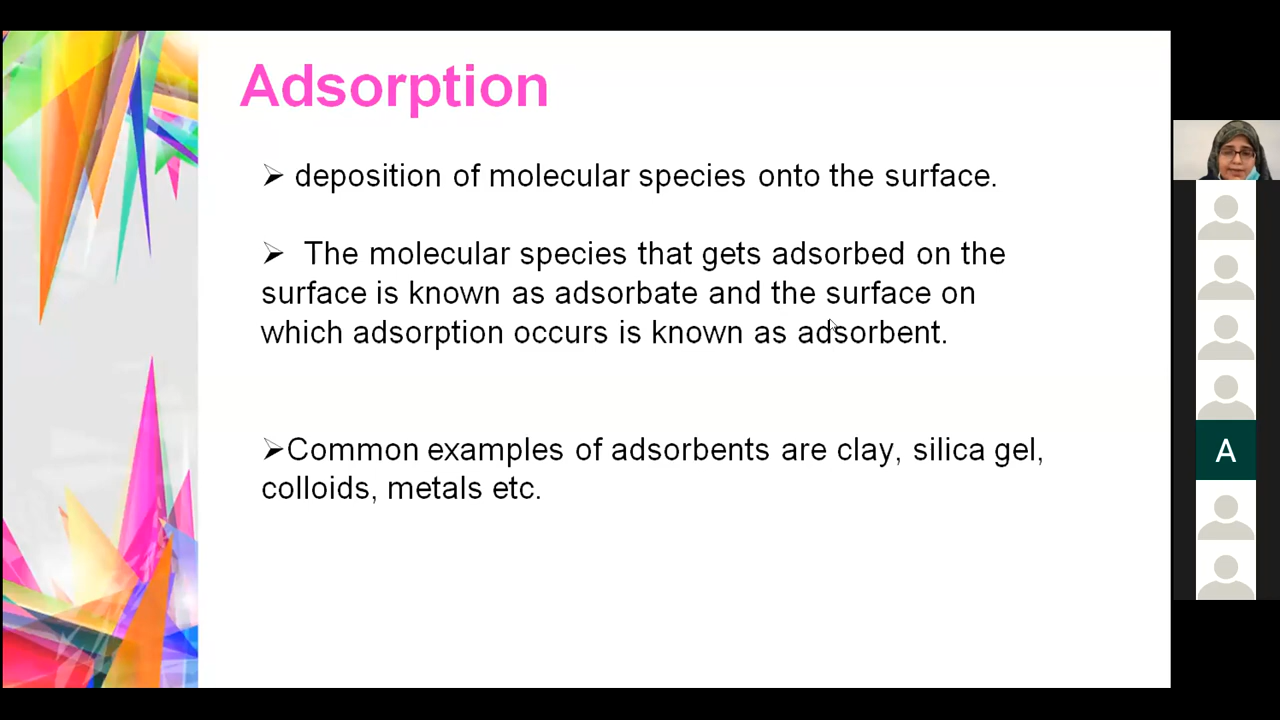 Adsorption
➢ deposition of molecular species onto the surface.
➢ The molecular species that gets adsorbed on the
surface is known as adsorbate and the surface on
which adsorption occurs is known as adsorbent.
➢Common examples of adsorbents are clay, silica gel,
colloids, metals etc.
A